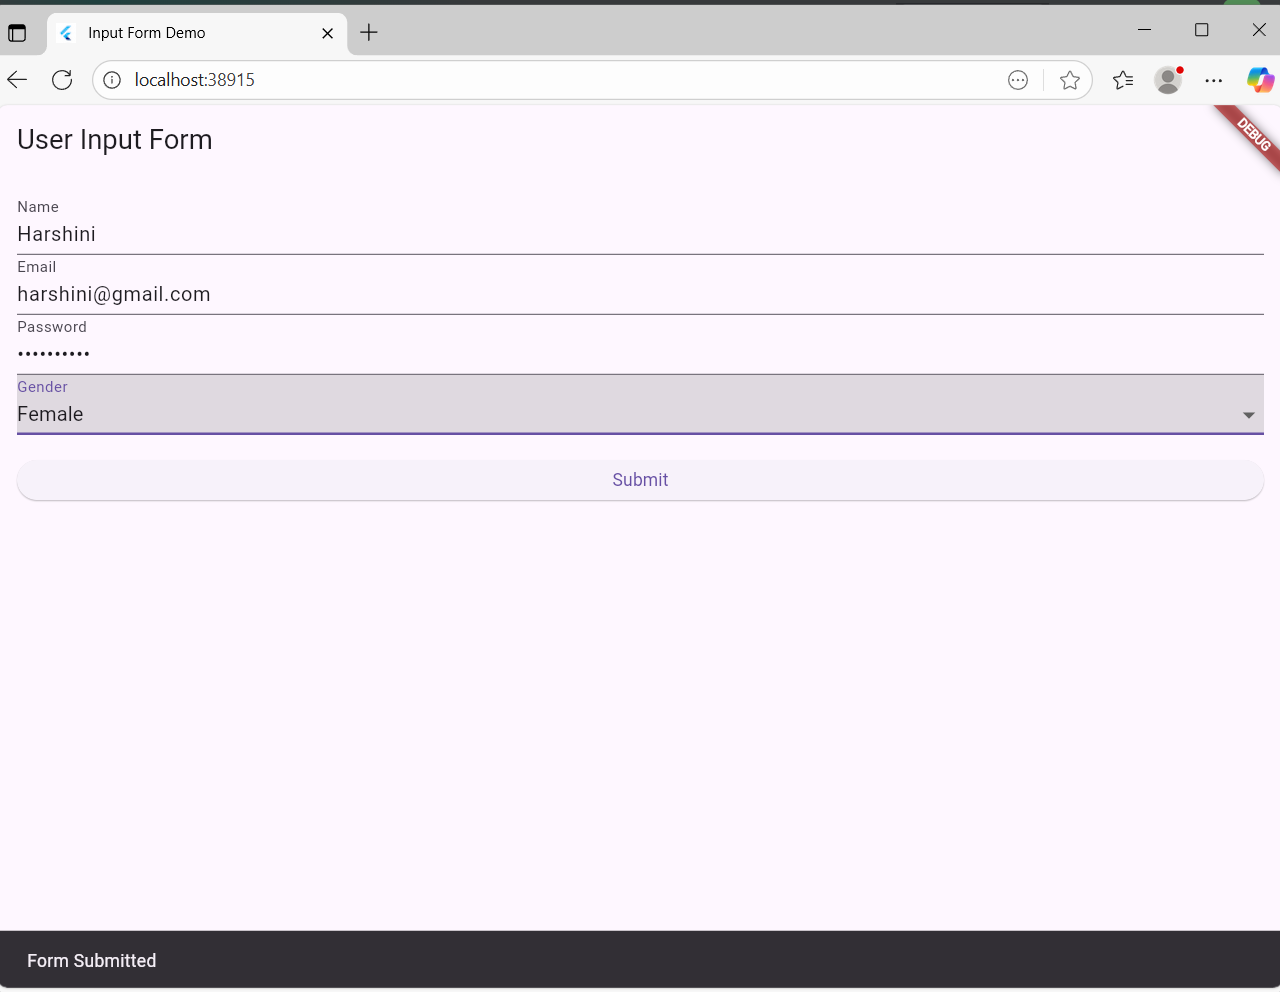 Input Form Demo
localhost:38915
User Input Form
DEBUG
Name
Harshini
Email
harshini@gmail.com
Password
••••••••••
Gender
Female
Submit
Form Submitted